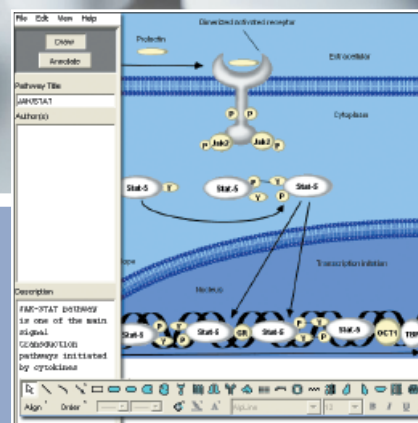 File Edit View Help
Draw
Annotate
Pathway Title
JAK/STAT
Author(s)
Description
JAK-STAT pathway
is one of the main
signal
transduction
pathways initiated
by cytokines
Dimerized activated receptor
Prolactin
Extracellular
Cytoplasm
P P
P Jak2 Jak2 P
Stat-5 Y Stat-5 P Y Y P Stat-5
Transcription initiation
Nucleus
Stat-5 P Y Y P Stat-5 GR Stat-5 P Y Y P Stat-5 OCT1
Align Order
12 B I U